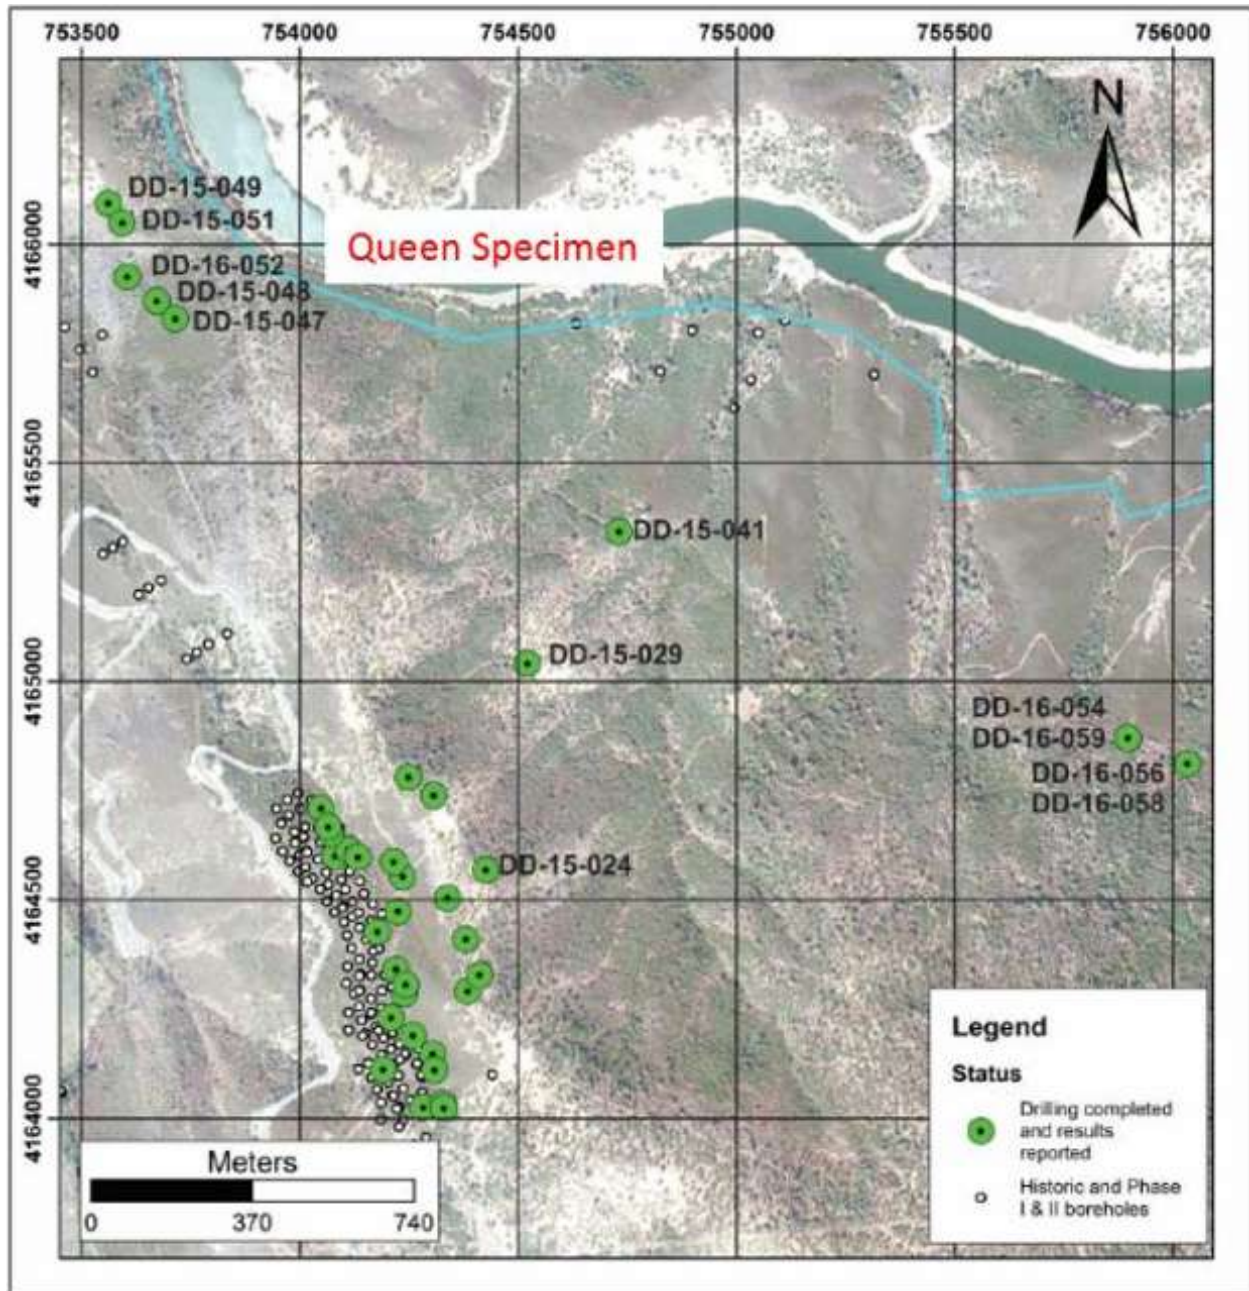 753500 754000 754500 755000 755500 756000
N
DD-15-049
DD-15-051
4166000
Queen Specimen
DD-16-052
DD-15-048
DD-15-047
4165500
DD-15-041
DD-15-029
4165000
DD-16-054
DD-16-059
DD-16-056
DD-16-058
DD-15-024
4164500
4164000
Legend
Status
Drilling completed
and results
reported
Historic and Phase
I & II boreholes
Meters
0 370 740